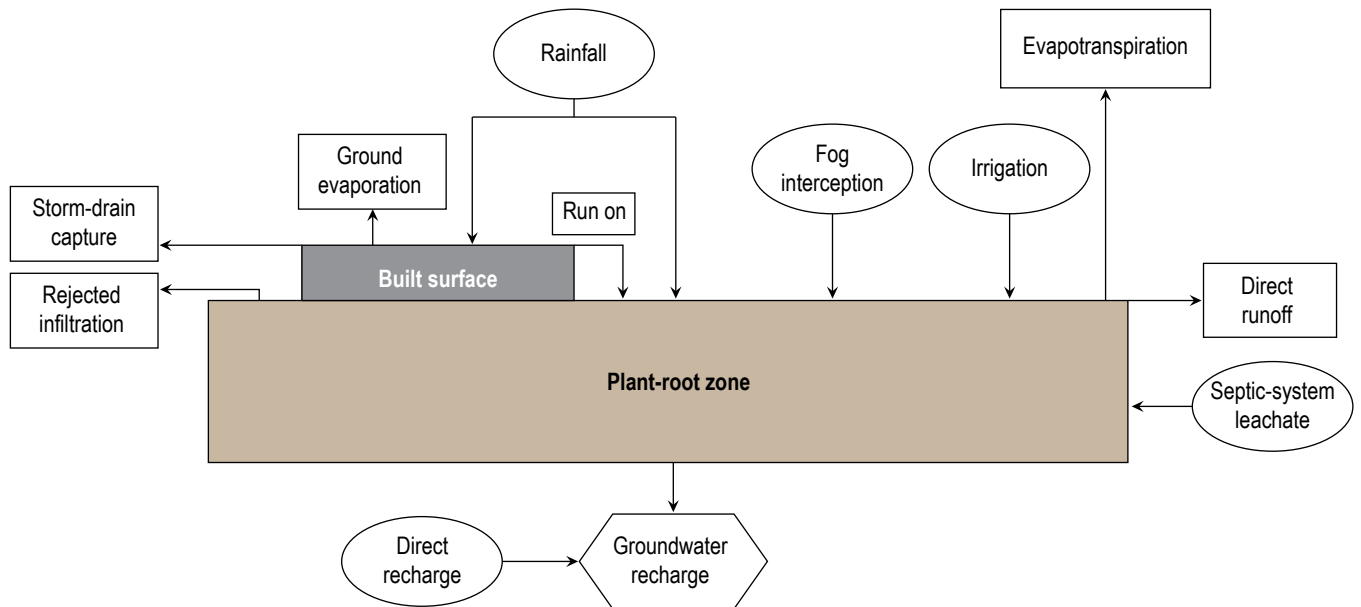 Rainfall
Evapotranspiration
Ground
evaporation
Fog
interception
Irrigation
Storm-drain
capture
Run on
Built surface
Rejected
infiltration
Direct
runoff
Plant-root zone
Septic-system
leachate
Direct
recharge
Groundwater
recharge